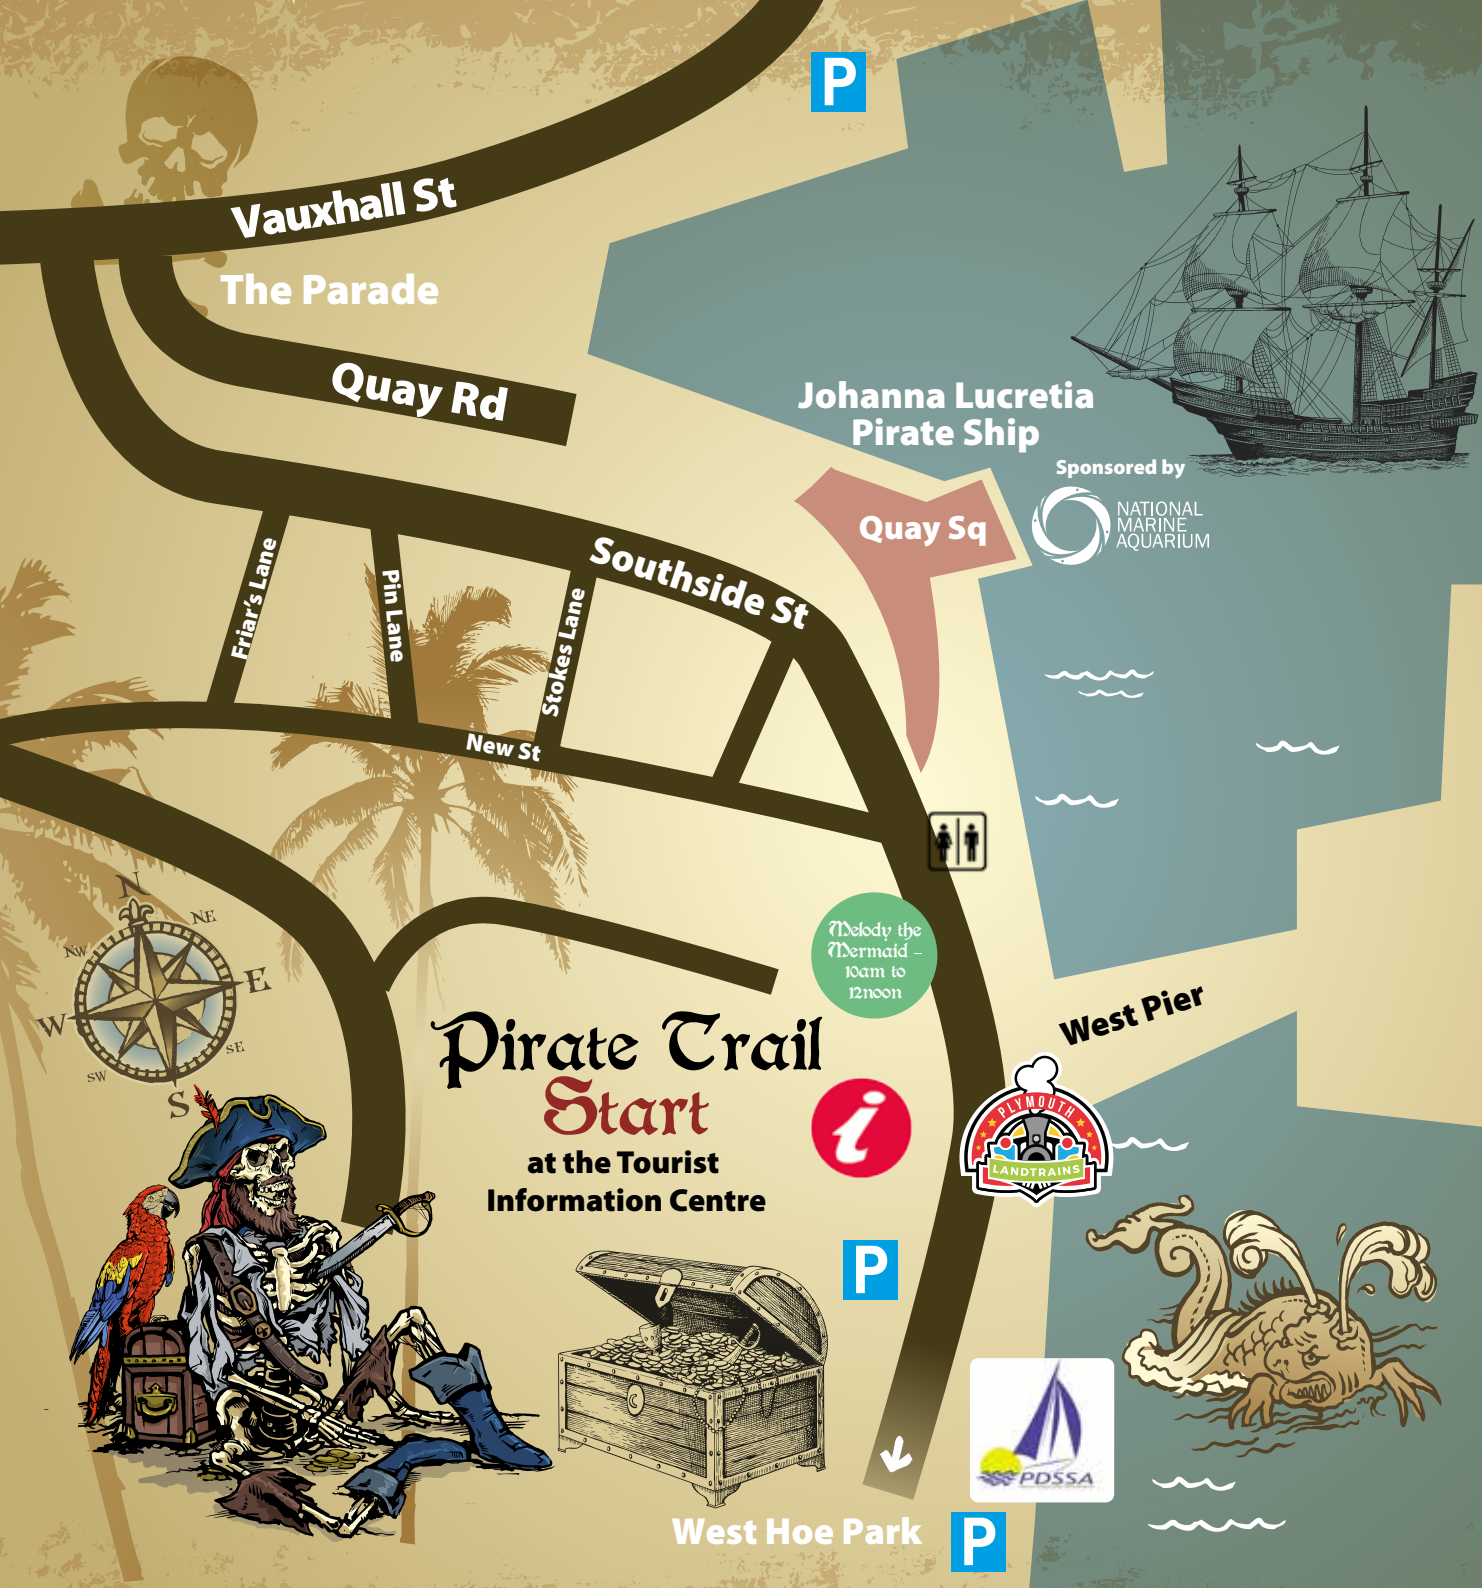 P
Vauxhall St
The Parade
Quay Rd
Johanna Lucretia
Pirate Ship
Sponsored by
NATIONAL
MARINE
AQUARIUM
Quay Sq
Southside St
Friar's Lane
Pin Lane
Stokes Lane
New St
N
NE
E
SE
S
SW
W
NW
Melody the
Mermaid –
10am to
12noon
West Pier
Pirate Trail
Start
at the Tourist
Information Centre
i
PLYMOUTH
LANDTRAINS
P
PDSSA
West Hoe Park
P